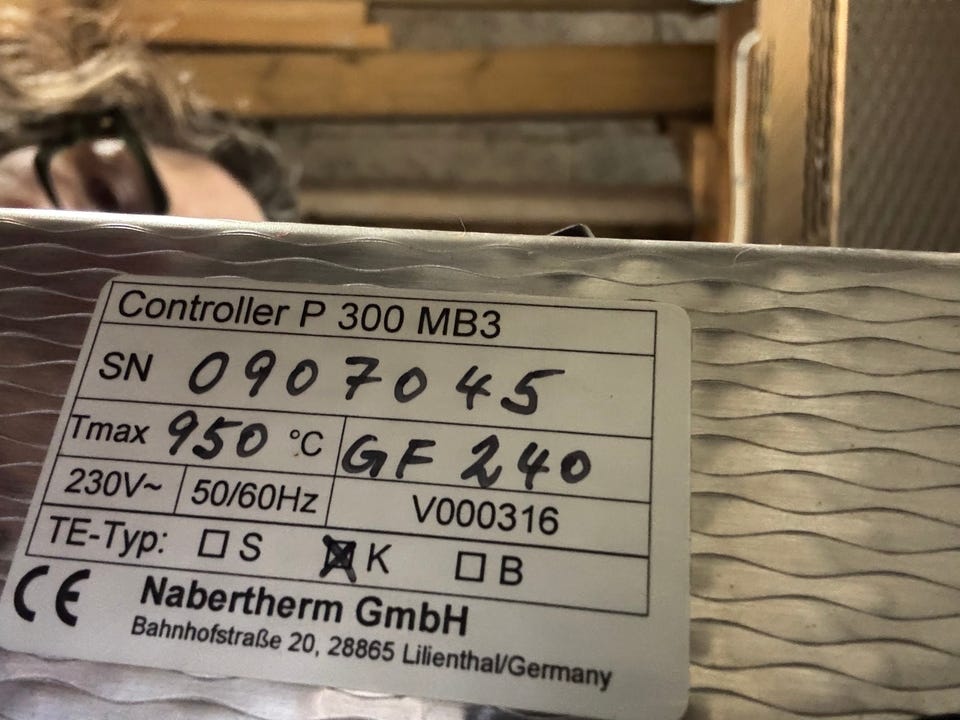 Controller P 300 MB3
SN 0907045
Tmax 950 °C GF 240
230V~ 50/60Hz V000316
TE-Typ: ☐ S ☒ K ☐ B
CE Nabertherm GmbH
Bahnhofstraße 20, 28865 Lilienthal/Germany